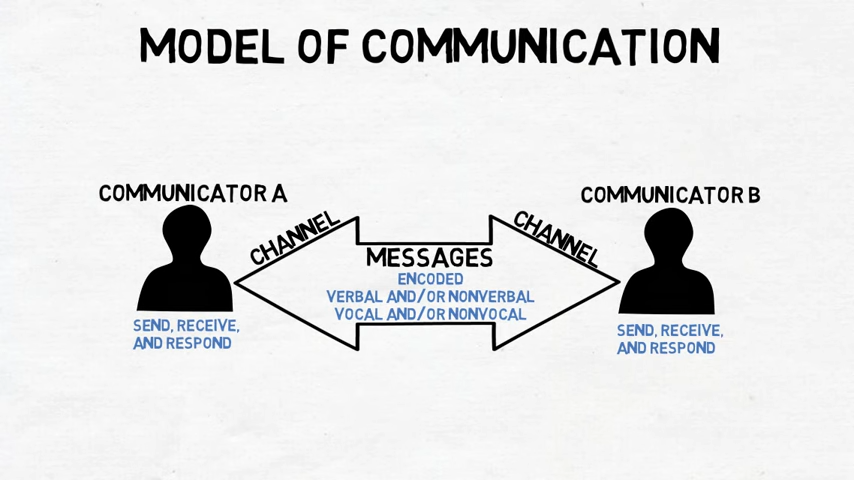 MODEL OF COMMUNICATION
COMMUNICATOR A
COMMUNICATOR B
CHANNEL
CHANNEL
MESSAGES
ENCODED
VERBAL AND/OR NONVERBAL
VOCAL AND/OR NONVOCAL
SEND, RECEIVE,
AND RESPOND
SEND, RECEIVE,
AND RESPOND